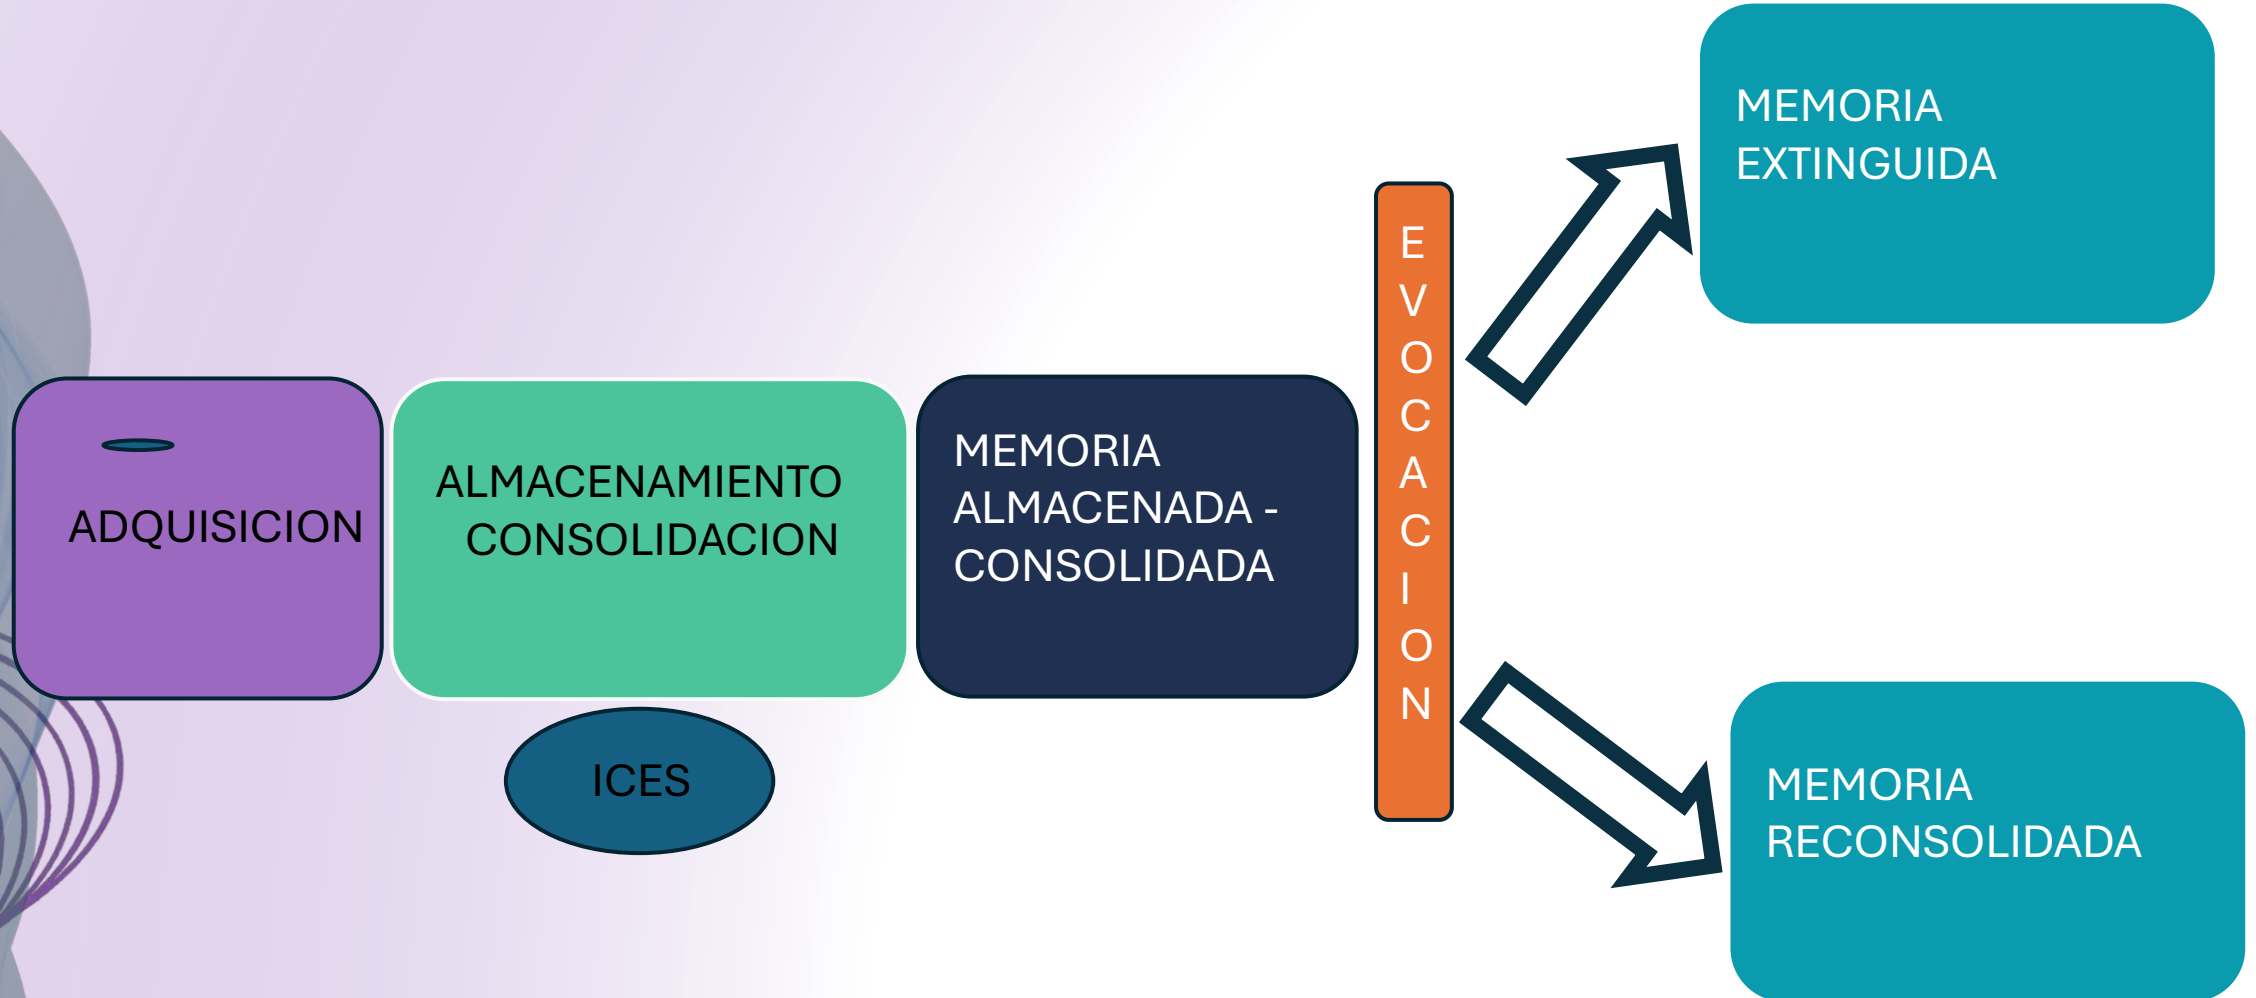 ADQUISICION
ALMACENAMIENTO
CONSOLIDACION
ICES
MEMORIA
ALMACENADA -
CONSOLIDADA
E
V
O
C
A
C
I
O
N
MEMORIA
EXTINGUIDA
MEMORIA
RECONSOLIDADA